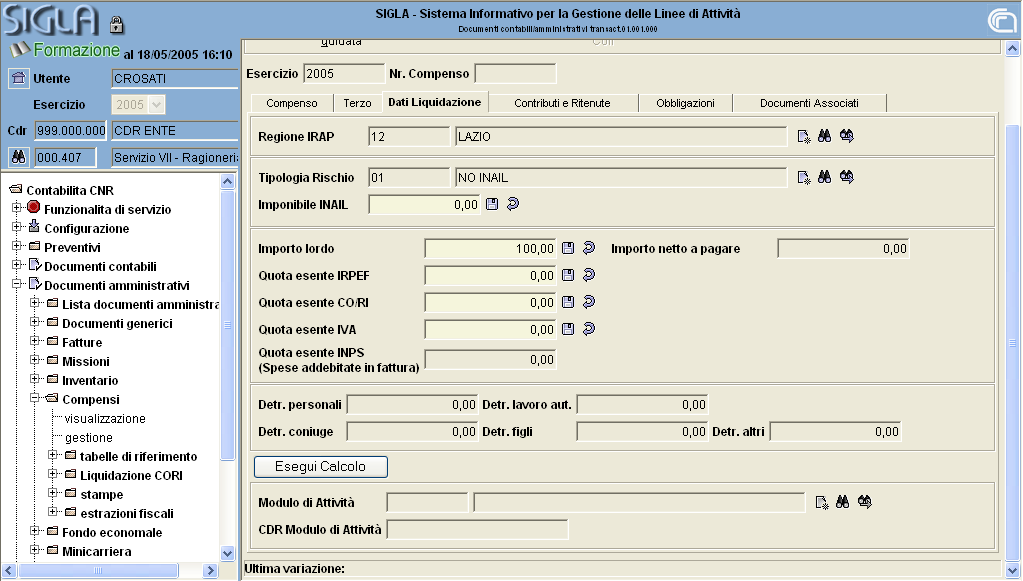 SIGLA
SIGLA - Sistema Informativo per la Gestione delle Linee di Attività
Documenti contabili/amministrativi transact.01.001.000
Formazione al 18/05/2005 16:10
Utente CROSATI
Esercizio 2005
Cdr 999.000.000 CDR ENTE
000.407 Servizio VII - Ragioneria
Contabilita CNR
Funzionalita di servizio
Configurazione
Preventivi
Documenti contabili
Documenti amministrativi
Lista documenti amministra
Documenti generici
Fatture
Missioni
Inventario
Compensi
visualizzazione
gestione
tabelle di riferimento
Liquidazione CORI
stampe
estrazioni fiscali
Fondo economale
Minicarriera
guidata
Esercizio 2005 Nr. Compenso
Compenso Terzo Dati Liquidazione Contributi e Ritenute Obbligazioni Documenti Associati
Regione IRAP 12 LAZIO
Tipologia Rischio 01 NO INAIL
Imponibile INAIL 0,00
Importo lordo 100,00 Importo netto a pagare 0,00
Quota esente IRPEF 0,00
Quota esente CO/RI 0,00
Quota esente IVA 0,00
Quota esente INPS
(Spese addebitate in fattura) 0,00
Detr. personali 0,00 Detr. lavoro aut. 0,00
Detr. coniuge 0,00 Detr. figli 0,00 Detr. altri 0,00
Esegui Calcolo
Modulo di Attività
CDR Modulo di Attività
Ultima variazione: